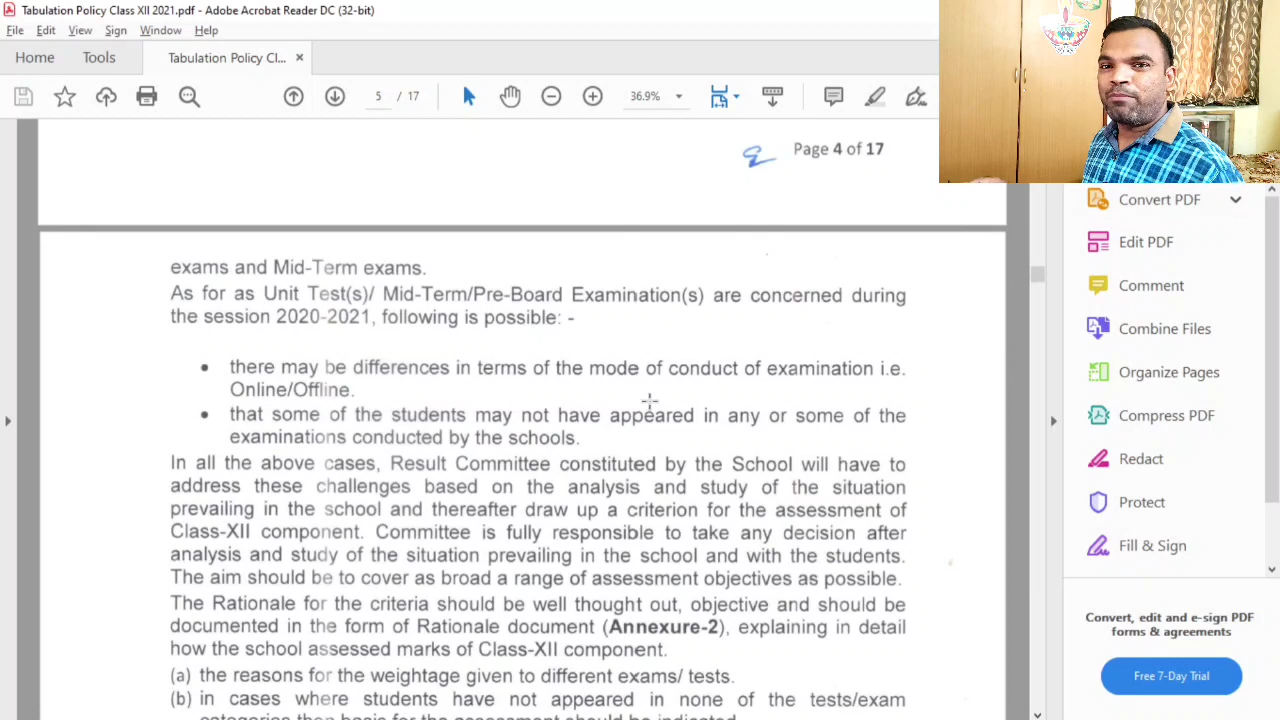 Tabulation Policy Class XII 2021.pdf - Adobe Acrobat Reader DC (32-bit)
File Edit View Sign Window Help
Home Tools Tabulation Policy Cl... ×
5 / 17 36.9%
Page 4 of 17
exams and Mid-Term exams.
As for as Unit Test(s)/ Mid-Term/Pre-Board Examination(s) are concerned during
the session 2020-2021, following is possible: -
• there may be differences in terms of the mode of conduct of examination i.e.
Online/Offline.
• that some of the students may not have appeared in any or some of the
examinations conducted by the schools.
In all the above cases, Result Committee constituted by the School will have to
address these challenges based on the analysis and study of the situation
prevailing in the school and thereafter draw up a criterion for the assessment of
Class-XII component. Committee is fully responsible to take any decision after
analysis and study of the situation prevailing in the school and with the students.
The aim should be to cover as broad a range of assessment objectives as possible.
The Rationale for the criteria should be well thought out, objective and should be
documented in the form of Rationale document (Annexure-2), explaining in detail
how the school assessed marks of Class-XII component.
(a) the reasons for the weightage given to different exams/ tests.
(b) in cases where students have not appeared in none of the tests/exam
categories then basis for the assessment should be indicated
Convert PDF
Edit PDF
Comment
Combine Files
Organize Pages
Compress PDF
Redact
Protect
Fill & Sign
Convert, edit and e-sign PDF
forms & agreements
Free 7-Day Trial